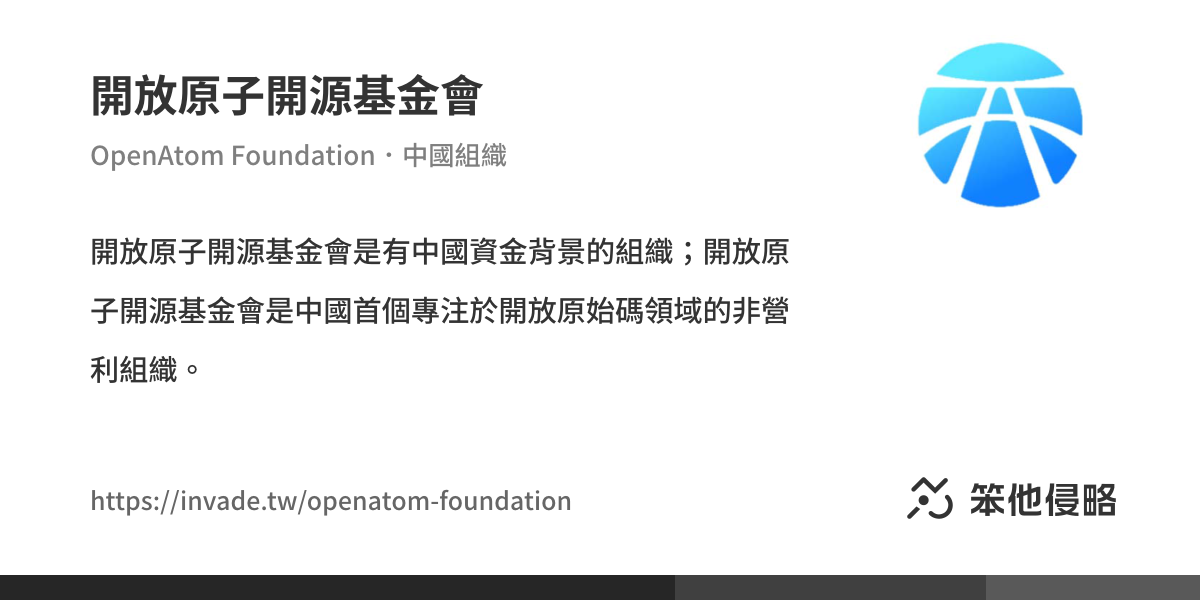 開放原子開源基金會
OpenAtom Foundation・中國組織
開放原子開源基金會是有中國資金背景的組織；開放原
子開源基金會是中國首個專注於開放原始碼領域的非營
利組織。
https://invade.tw/openatom-foundation
笨他侵略